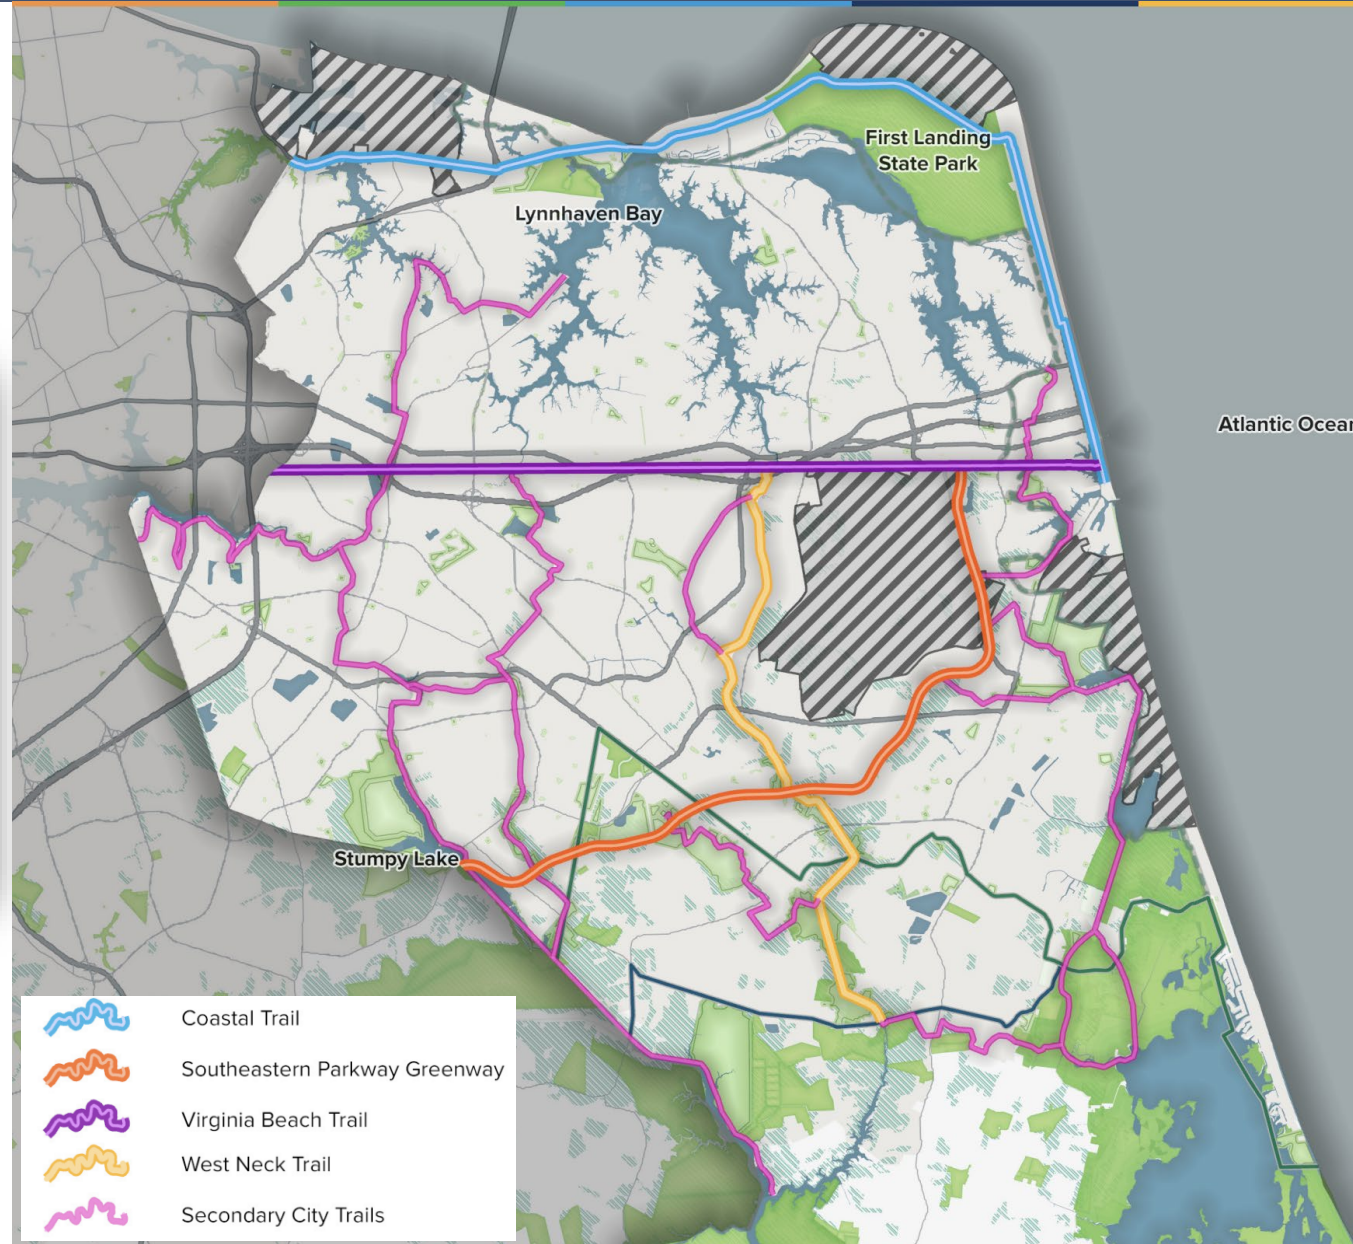 First Landing
State Park
Lynnhaven Bay
Atlantic Ocean
Stumpy Lake
Coastal Trail
Southeastern Parkway Greenway
Virginia Beach Trail
West Neck Trail
Secondary City Trails